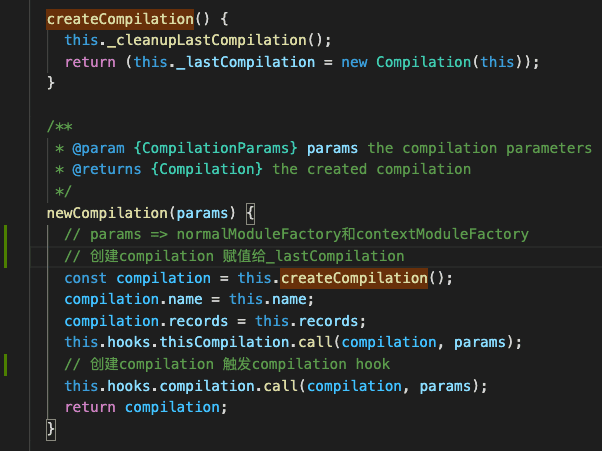 createCompilation() {
this._cleanupLastCompilation();
return (this._lastCompilation = new Compilation(this));
}
/**
* @param {CompilationParams} params the compilation parameters
* @returns {Compilation} the created compilation
*/
newCompilation(params) {
// params => normalModuleFactory和contextModuleFactory
// 创建compilation 赋值给_lastCompilation
const compilation = this.createCompilation();
compilation.name = this.name;
compilation.records = this.records;
this.hooks.thisCompilation.call(compilation, params);
// 创建compilation 触发compilation hook
this.hooks.compilation.call(compilation, params);
return compilation;
}